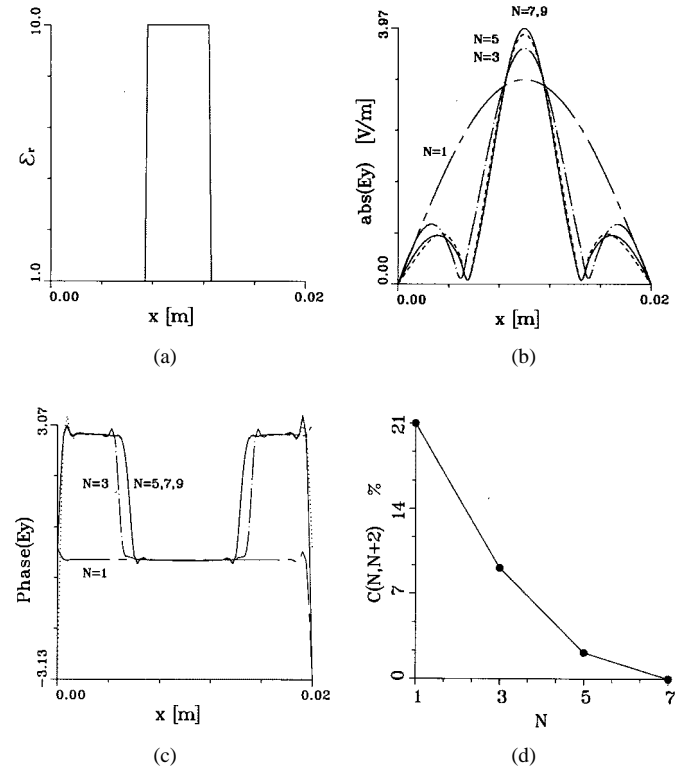 10.0
εr
1.0
0.00
0.02
x [m]
(a)
N=7,9
3.97
N=5
N=3
N=1
abs(Ey) [V/m]
0.00
0.00
0.02
x [m]
(b)
3.07
N=3
N=5,7,9
N=1
Phase(Ey)
-3.13
0.00
0.02
x [m]
(c)
21
14
7
0
C(N,N+2) %
1
3
5
7
N
(d)